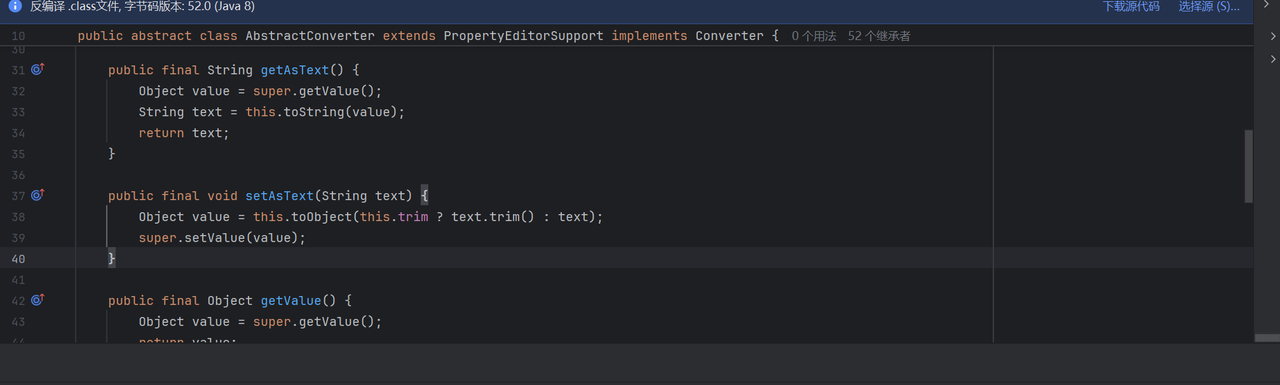 反编译 .class文件, 字节码版本: 52.0 (Java 8) 下载源代码 选择源 (S)...
10 public abstract class AbstractConverter extends PropertyEditorSupport implements Converter { 0 个用法 52 个继承者
30
31 public final String getAsText() {
32 Object value = super.getValue();
33 String text = this.toString(value);
34 return text;
35 }
36
37 public final void setAsText(String text) {
38 Object value = this.toObject(this.trim ? text.trim() : text);
39 super.setValue(value);
40 }
41
42 public final Object getValue() {
43 Object value = super.getValue();
44 return value;